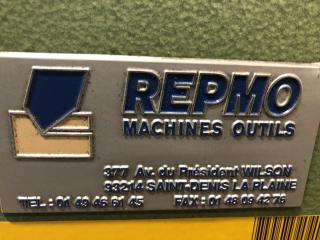 REPMO
MACHINES OUTILS
377 Av. du Président WILSON
93214 SAINT-DENIS LA PLAINE
TEL : 01 49 46 61 45 FAX : 01 48 09 42 76